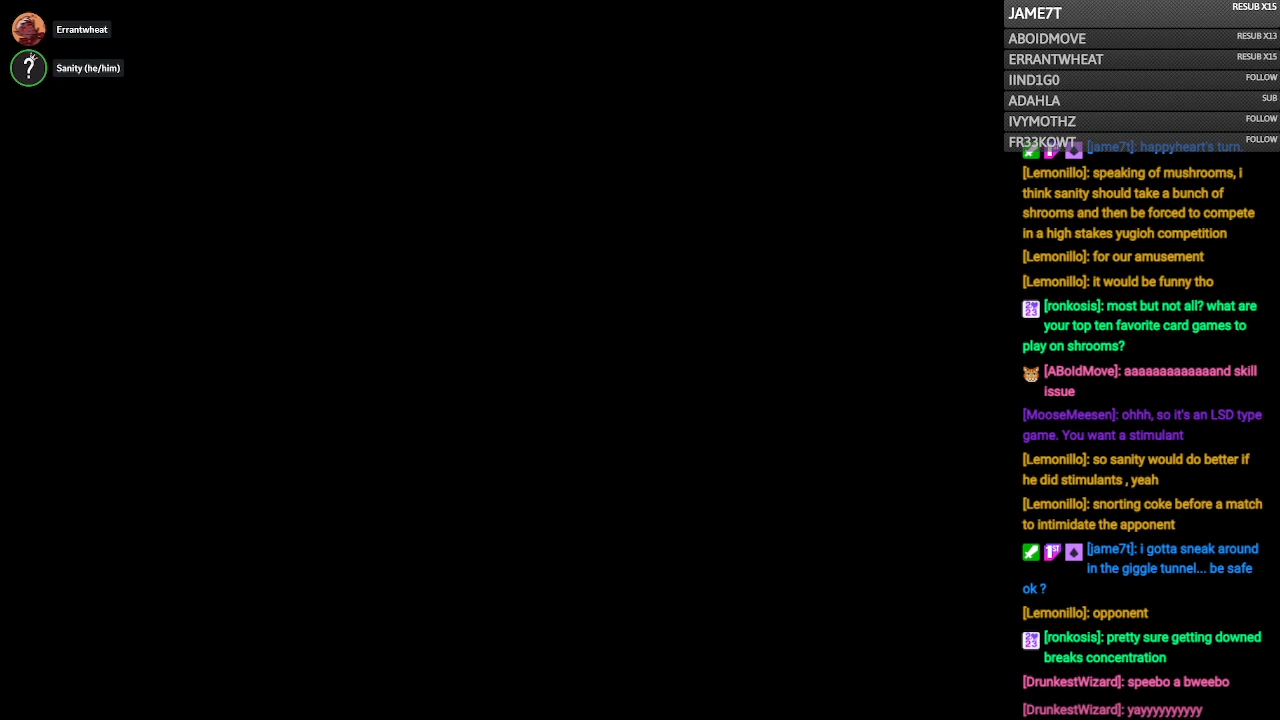 Errantwheat
Sanity (he/him)
JAME7T RESUB X15
ABOIDMOVE RESUB X13
ERRANTWHEAT RESUB X15
IIND1G0 FOLLOW
ADAHLA SUB
IVYMOTHZ FOLLOW
FR33KOWT FOLLOW
[jame7t]: happyheart's turn.
[Lemonillo]: speaking of mushrooms, i
think sanity should take a bunch of
shrooms and then be forced to compete
in a high stakes yugioh competition
[Lemonillo]: for our amusement
[Lemonillo]: it would be funny tho
[ronkosis]: most but not all? what are
your top ten favorite card games to
play on shrooms?
[ABoIdMove]: aaaaaaaaaaaaand skill
issue
[MooseMeesen]: ohhh, so it's an LSD type
game. You want a stimulant
[Lemonillo]: so sanity would do better if
he did stimulants , yeah
[Lemonillo]: snorting coke before a match
to intimidate the apponent
1ST [jame7t]: i gotta sneak around
in the giggle tunnel... be safe
ok ?
[Lemonillo]: opponent
[ronkosis]: pretty sure getting downed
breaks concentration
[DrunkestWizard]: speebo a bweebo
[DrunkestWizard]: yayyyyyyyyyy